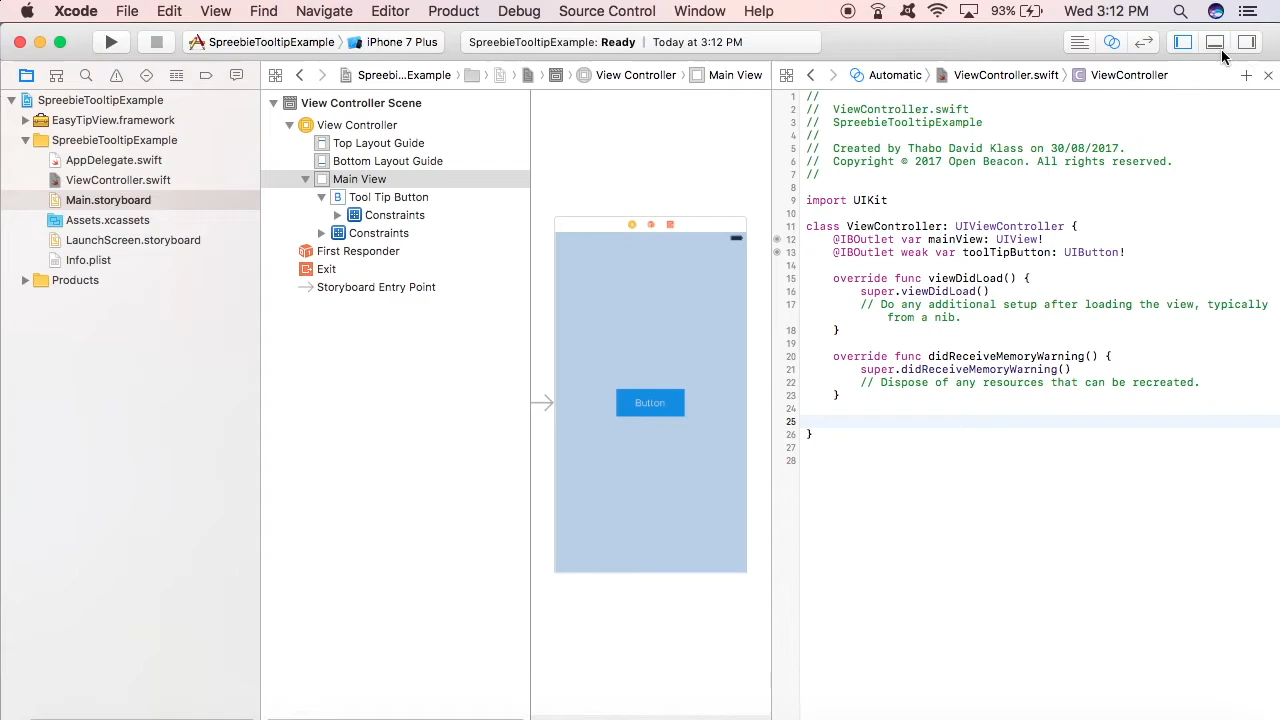 Xcode File Edit View Find Navigate Editor Product Debug Source Control Window Help 93% Wed 3:12 PM
SpreebieTooltipExample iPhone 7 Plus SpreebieTooltipExample: Ready Today at 3:12 PM
Spreebi...Example View Controller Main View Automatic ViewController.swift ViewController
SpreebieTooltipExample
EasyTipView.framework
SpreebieTooltipExample
AppDelegate.swift
ViewController.swift
Main.storyboard
Assets.xcassets
LaunchScreen.storyboard
Info.plist
Products
View Controller Scene
View Controller
Top Layout Guide
Bottom Layout Guide
Main View
B Tool Tip Button
Constraints
Constraints
First Responder
Exit
Storyboard Entry Point
Button
1 //
2 //  ViewController.swift
3 //  SpreebieTooltipExample
4 //
5 //  Created by Thabo David Klass on 30/08/2017.
6 //  Copyright © 2017 Open Beacon. All rights reserved.
7 //
8
9 import UIKit
10
11 class ViewController: UIViewController {
12     @IBOutlet var mainView: UIView!
13     @IBOutlet weak var toolTipButton: UIButton!
14
15     override func viewDidLoad() {
16         super.viewDidLoad()
17         // Do any additional setup after loading the view, typically
from a nib.
18     }
19
20     override func didReceiveMemoryWarning() {
21         super.didReceiveMemoryWarning()
22         // Dispose of any resources that can be recreated.
23     }
24
25
26 }
27
28